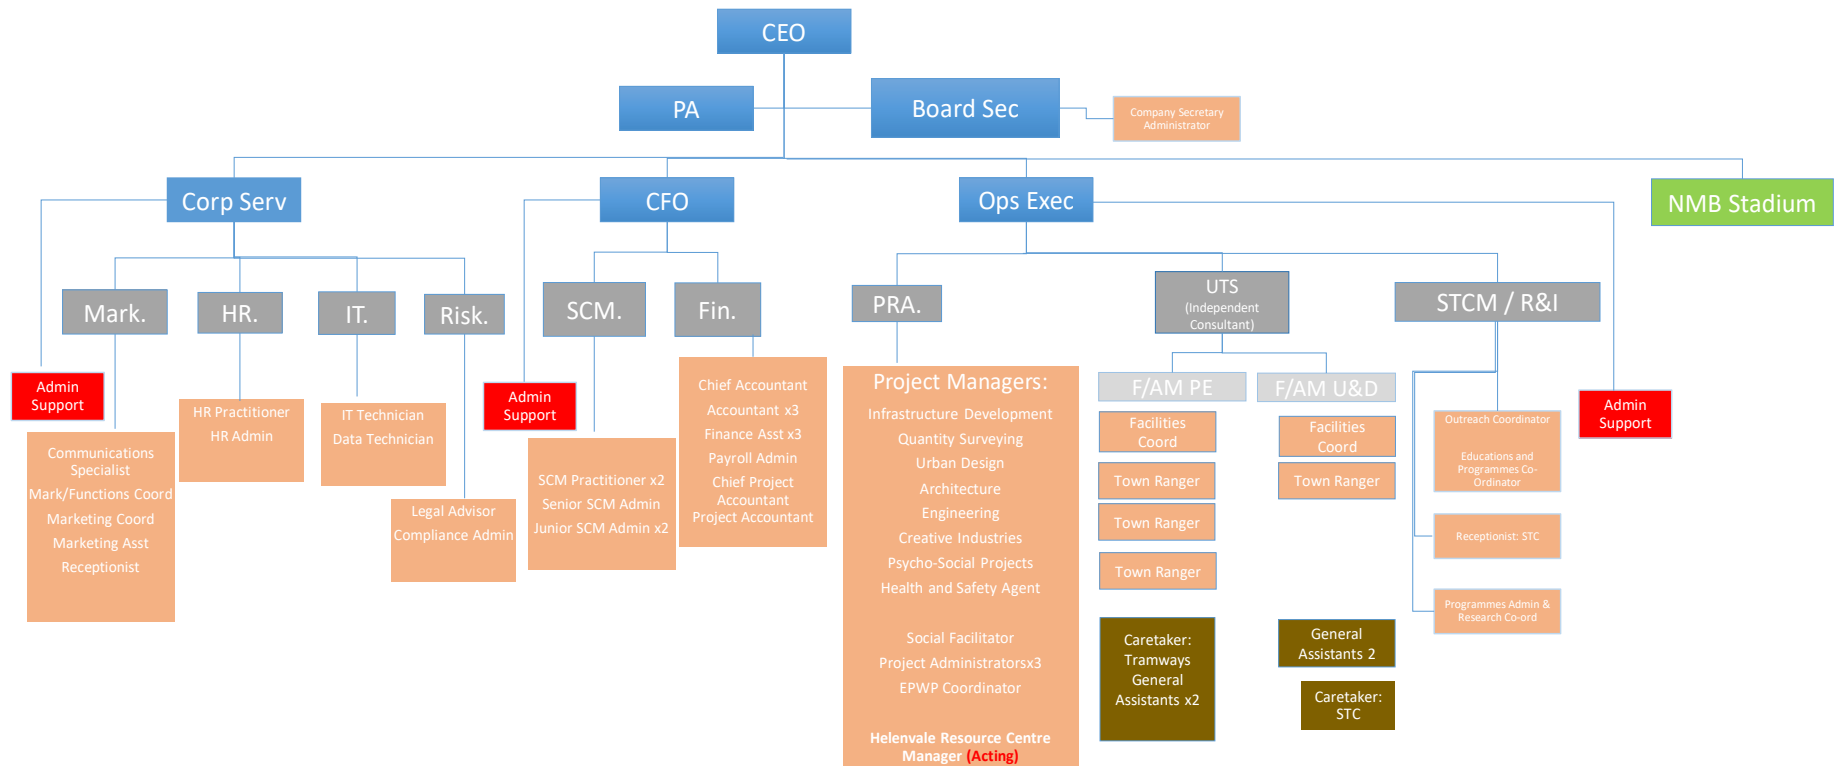 CEO
PA
Board Sec
Company Secretary
Administrator
Corp Serv
CFO
Ops Exec
NMB Stadium
Mark.
HR.
IT.
Risk.
SCM.
Fin.
PRA.
UTS
(Independent
Consultant)
STCM / R&I
Admin
Support
Communications
Specialist
Mark/Functions Coord
Marketing Coord
Marketing Asst
Receptionist
HR Practitioner
HR Admin
IT Technician
Data Technician
Legal Advisor
Compliance Admin
Admin
Support
SCM Practitioner x2
Senior SCM Admin
Junior SCM Admin x2
Chief Accountant
Accountant x3
Finance Asst x3
Payroll Admin
Chief Project
Accountant
Project Accountant
Project Managers:
Infrastructure Development
Quantity Surveying
Urban Design
Architecture
Engineering
Creative Industries
Psycho-Social Projects
Health and Safety Agent
Social Facilitator
Project Administratorsx3
EPWP Coordinator
Helenvale Resource Centre
Manager (Acting)
F/AM PE
Facilities
Coord
Town Ranger
Town Ranger
Town Ranger
Caretaker:
Tramways
General
Assistants x2
F/AM U&D
Facilities
Coord
Town Ranger
General
Assistants 2
Caretaker:
STC
Outreach Coordinator
Educations and
Programmes Co-
Ordinator
Receptionist: STC
Programmes Admin &
Research Co-ord
Admin
Support